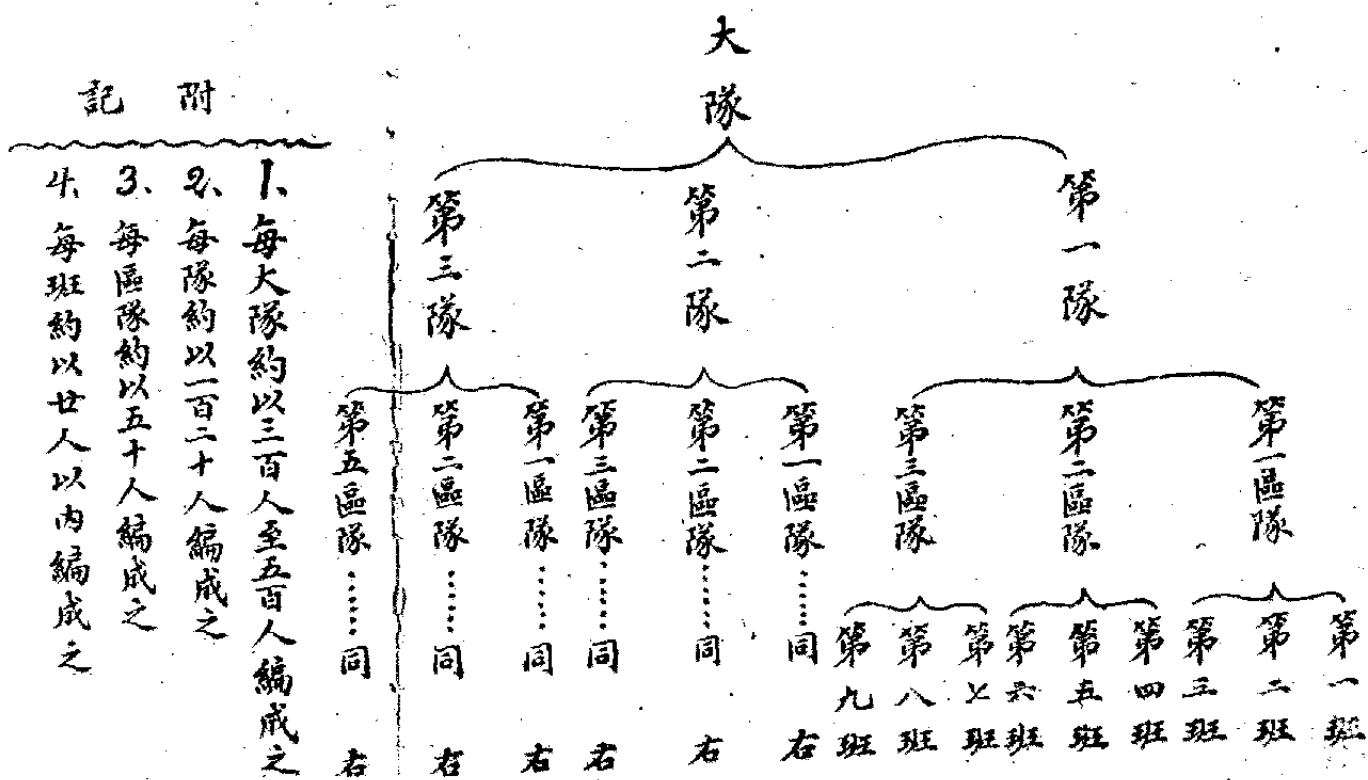 大隊
第一隊
第二隊
第三隊
第一區隊
第二區隊
第三區隊
第一區隊……同右
第二區隊……同右
第三區隊……同右
第一區隊……同右
第二區隊……同右
第五區隊……同右
第一班
第二班
第三班
第四班
第五班
第六班
第七班
第八班
第九班
附記
1、每大隊約以三百人至五百人編成之
2、每隊約以一百二十人編成之
3、每區隊約以五十人編成之
4、每班約以廿人以內編成之